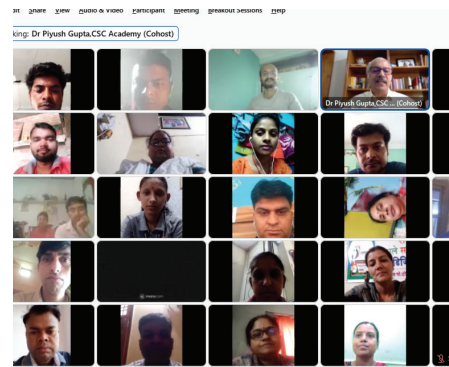 dit Share View Audio & Video Participant Meeting Breakout Sessions Help
king: Dr Piyush Gupta,CSC Academy (Cohost)
Dr Piyush Gupta,CSC ... (Cohost)